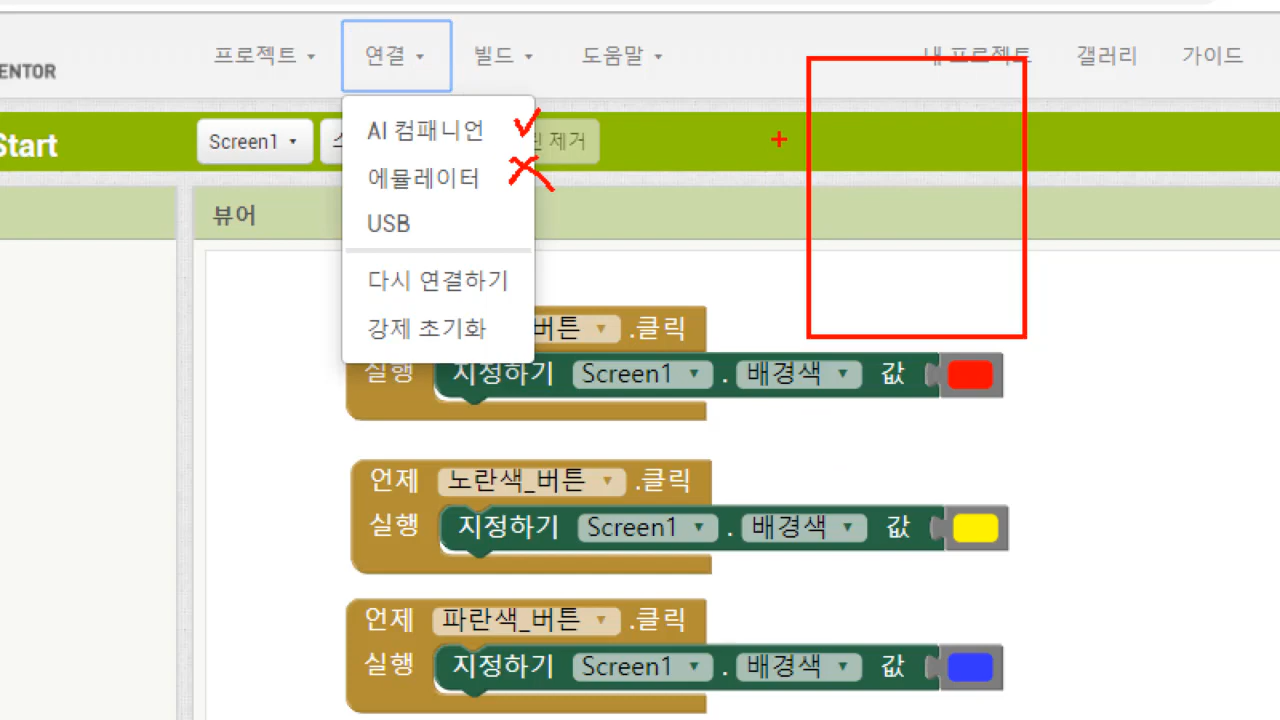 프로젝트 연결 빌드 도움말 내 프로젝트 갤러리 가이드
ENTOR
Start Screen1 제거
AI 컴패니언
에뮬레이터
USB
다시 연결하기
강제 초기화
뷰어
버튼 .클릭
실행 지정하기 Screen1 . 배경색 값
언제 노란색_버튼 .클릭
실행 지정하기 Screen1 . 배경색 값
언제 파란색_버튼 .클릭
실행 지정하기 Screen1 . 배경색 값